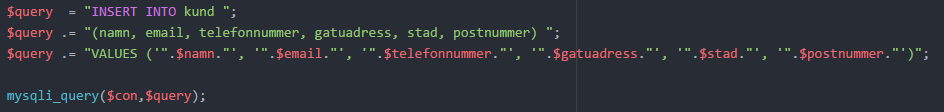 $query  = "INSERT INTO kund ";
$query .= "(namn, email, telefonnummer, gatuadress, stad, postnummer) ";
$query .= "VALUES ('".$namn."', '".$email."', '".$telefonnummer."', '".$gatuadress."', '".$stad."', '".$postnummer."')";
mysqli_query($con,$query);